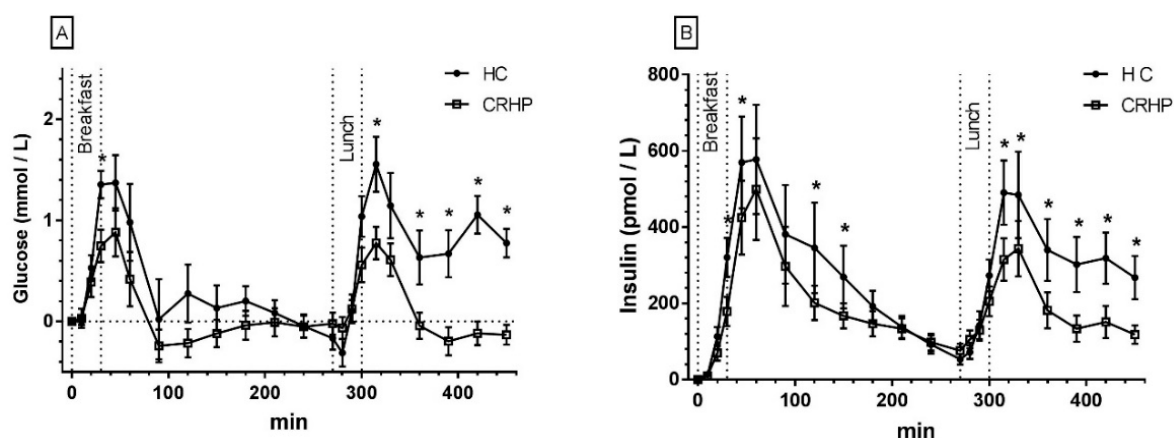 A
HC
CRHP
Breakfast
Lunch
*
*
*
*
*
*
Glucose (mmol / L)
2
1
0
0
100
200
300
400
min
B
H C
CRHP
Breakfast
Lunch
*
*
*
*
*
*
*
*
*
*
Insulin (pmol / L)
800
600
400
200
0
0
100
200
300
400
min